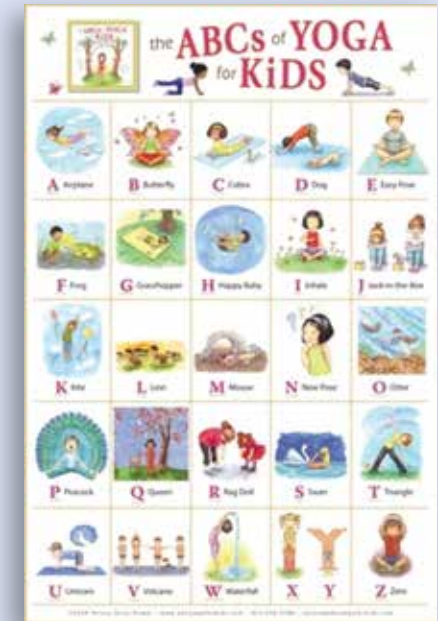 the ABCs of YOGA
for KiDS
A Airplane
B Butterfly
C Cobra
D Dog
E Easy Pose
F Frog
G Grasshopper
H Happy Baby
I Inhale
J Jack-in-the-Box
K Kite
L Lion
M Mouse
N New Pose
O Otter
P Peacock
Q Queen
R Rag Doll
S Swan
T Triangle
U Unicorn
V Volcano
W Waterfall
X Y
Z Zero